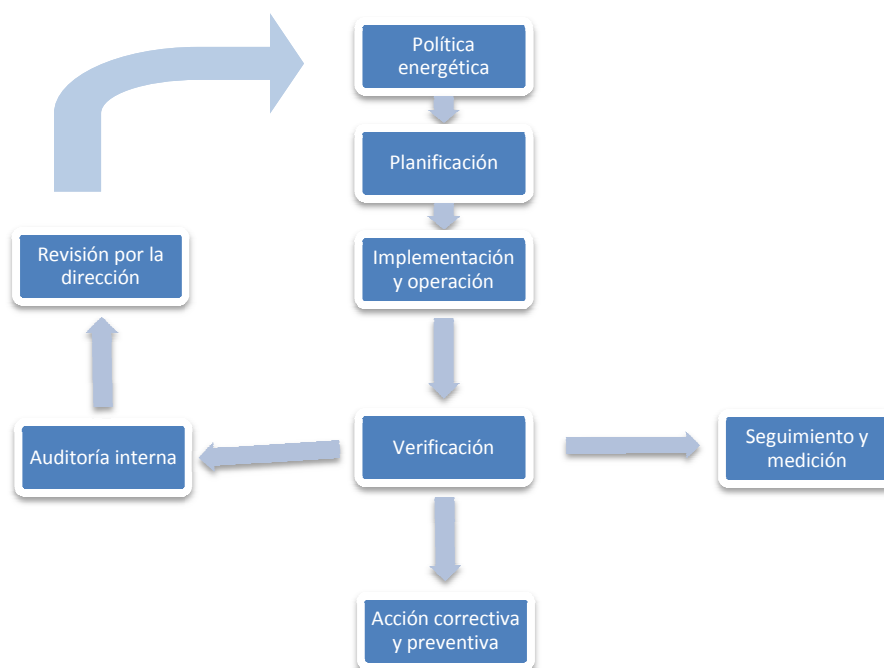 Política
energética
Planificación
Implementación
y operación
Revisión por la
dirección
Auditoría interna
Verificación
Seguimiento y
medición
Acción correctiva
y preventiva